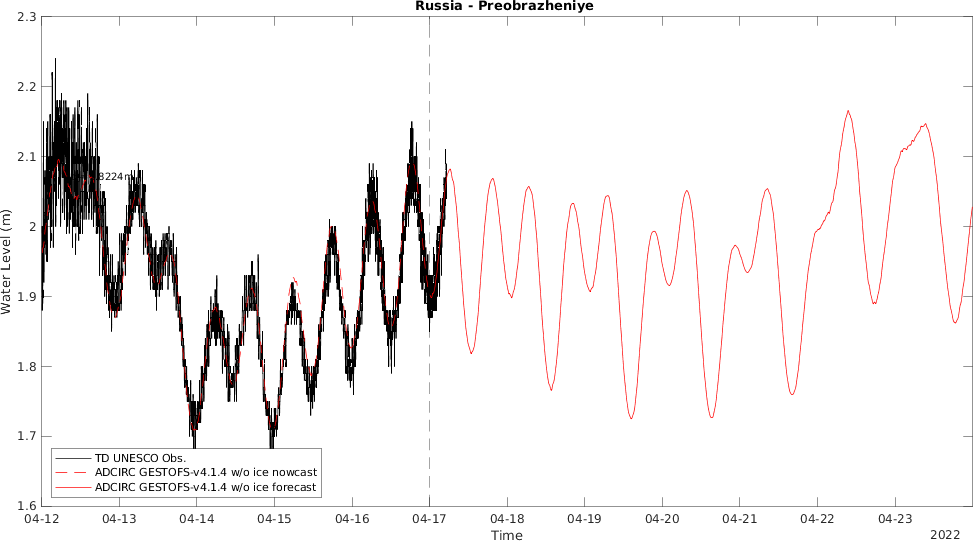 Russia - Preobrazheniye
Water Level (m)
2.3
2.2
2.1
2
1.9
1.8
1.7
1.6
TD UNESCO Obs.
ADCIRC GESTOFS-v4.1.4 w/o ice nowcast
ADCIRC GESTOFS-v4.1.4 w/o ice forecast
04-12 04-13 04-14 04-15 04-16 04-17 04-18 04-19 04-20 04-21 04-22 04-23
Time
2022